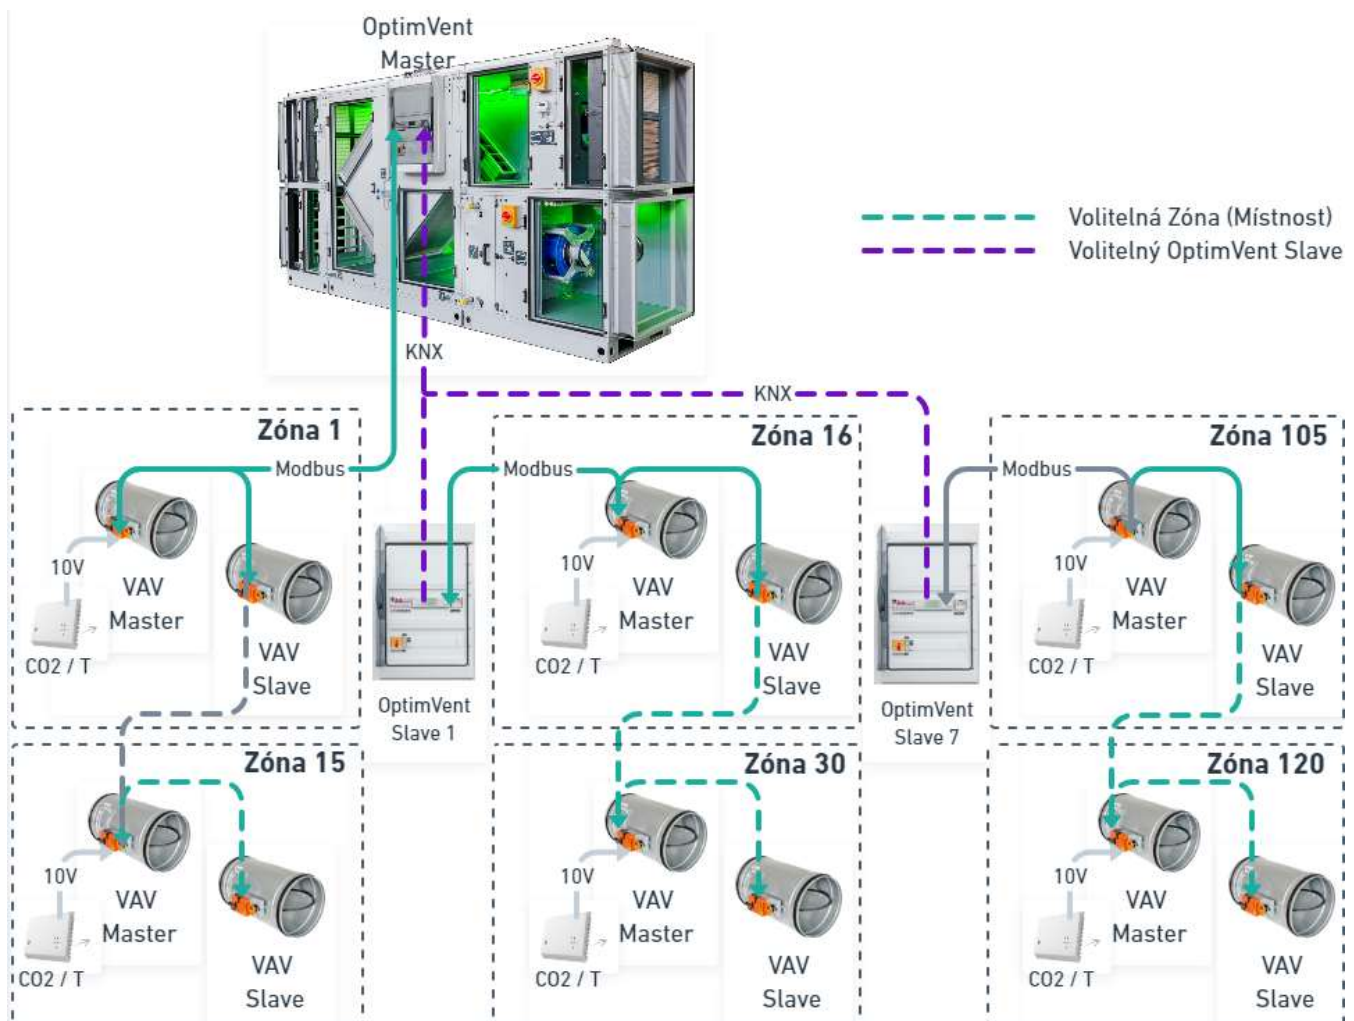 OptimVent
Master
Volitelná Zóna (Místnost)
Volitelný OptimVent Slave
KNX
KNX
Zóna 1
Modbus
10V
VAV
Master
CO2 / T
VAV
Slave
OptimVent
Slave 1
Zóna 16
Modbus
10V
VAV
Master
CO2 / T
VAV
Slave
OptimVent
Slave 7
Zóna 105
Modbus
10V
VAV
Master
CO2 / T
VAV
Slave
Zóna 15
10V
VAV
Master
CO2 / T
VAV
Slave
Zóna 30
10V
VAV
Master
CO2 / T
VAV
Slave
Zóna 120
10V
VAV
Master
CO2 / T
VAV
Slave